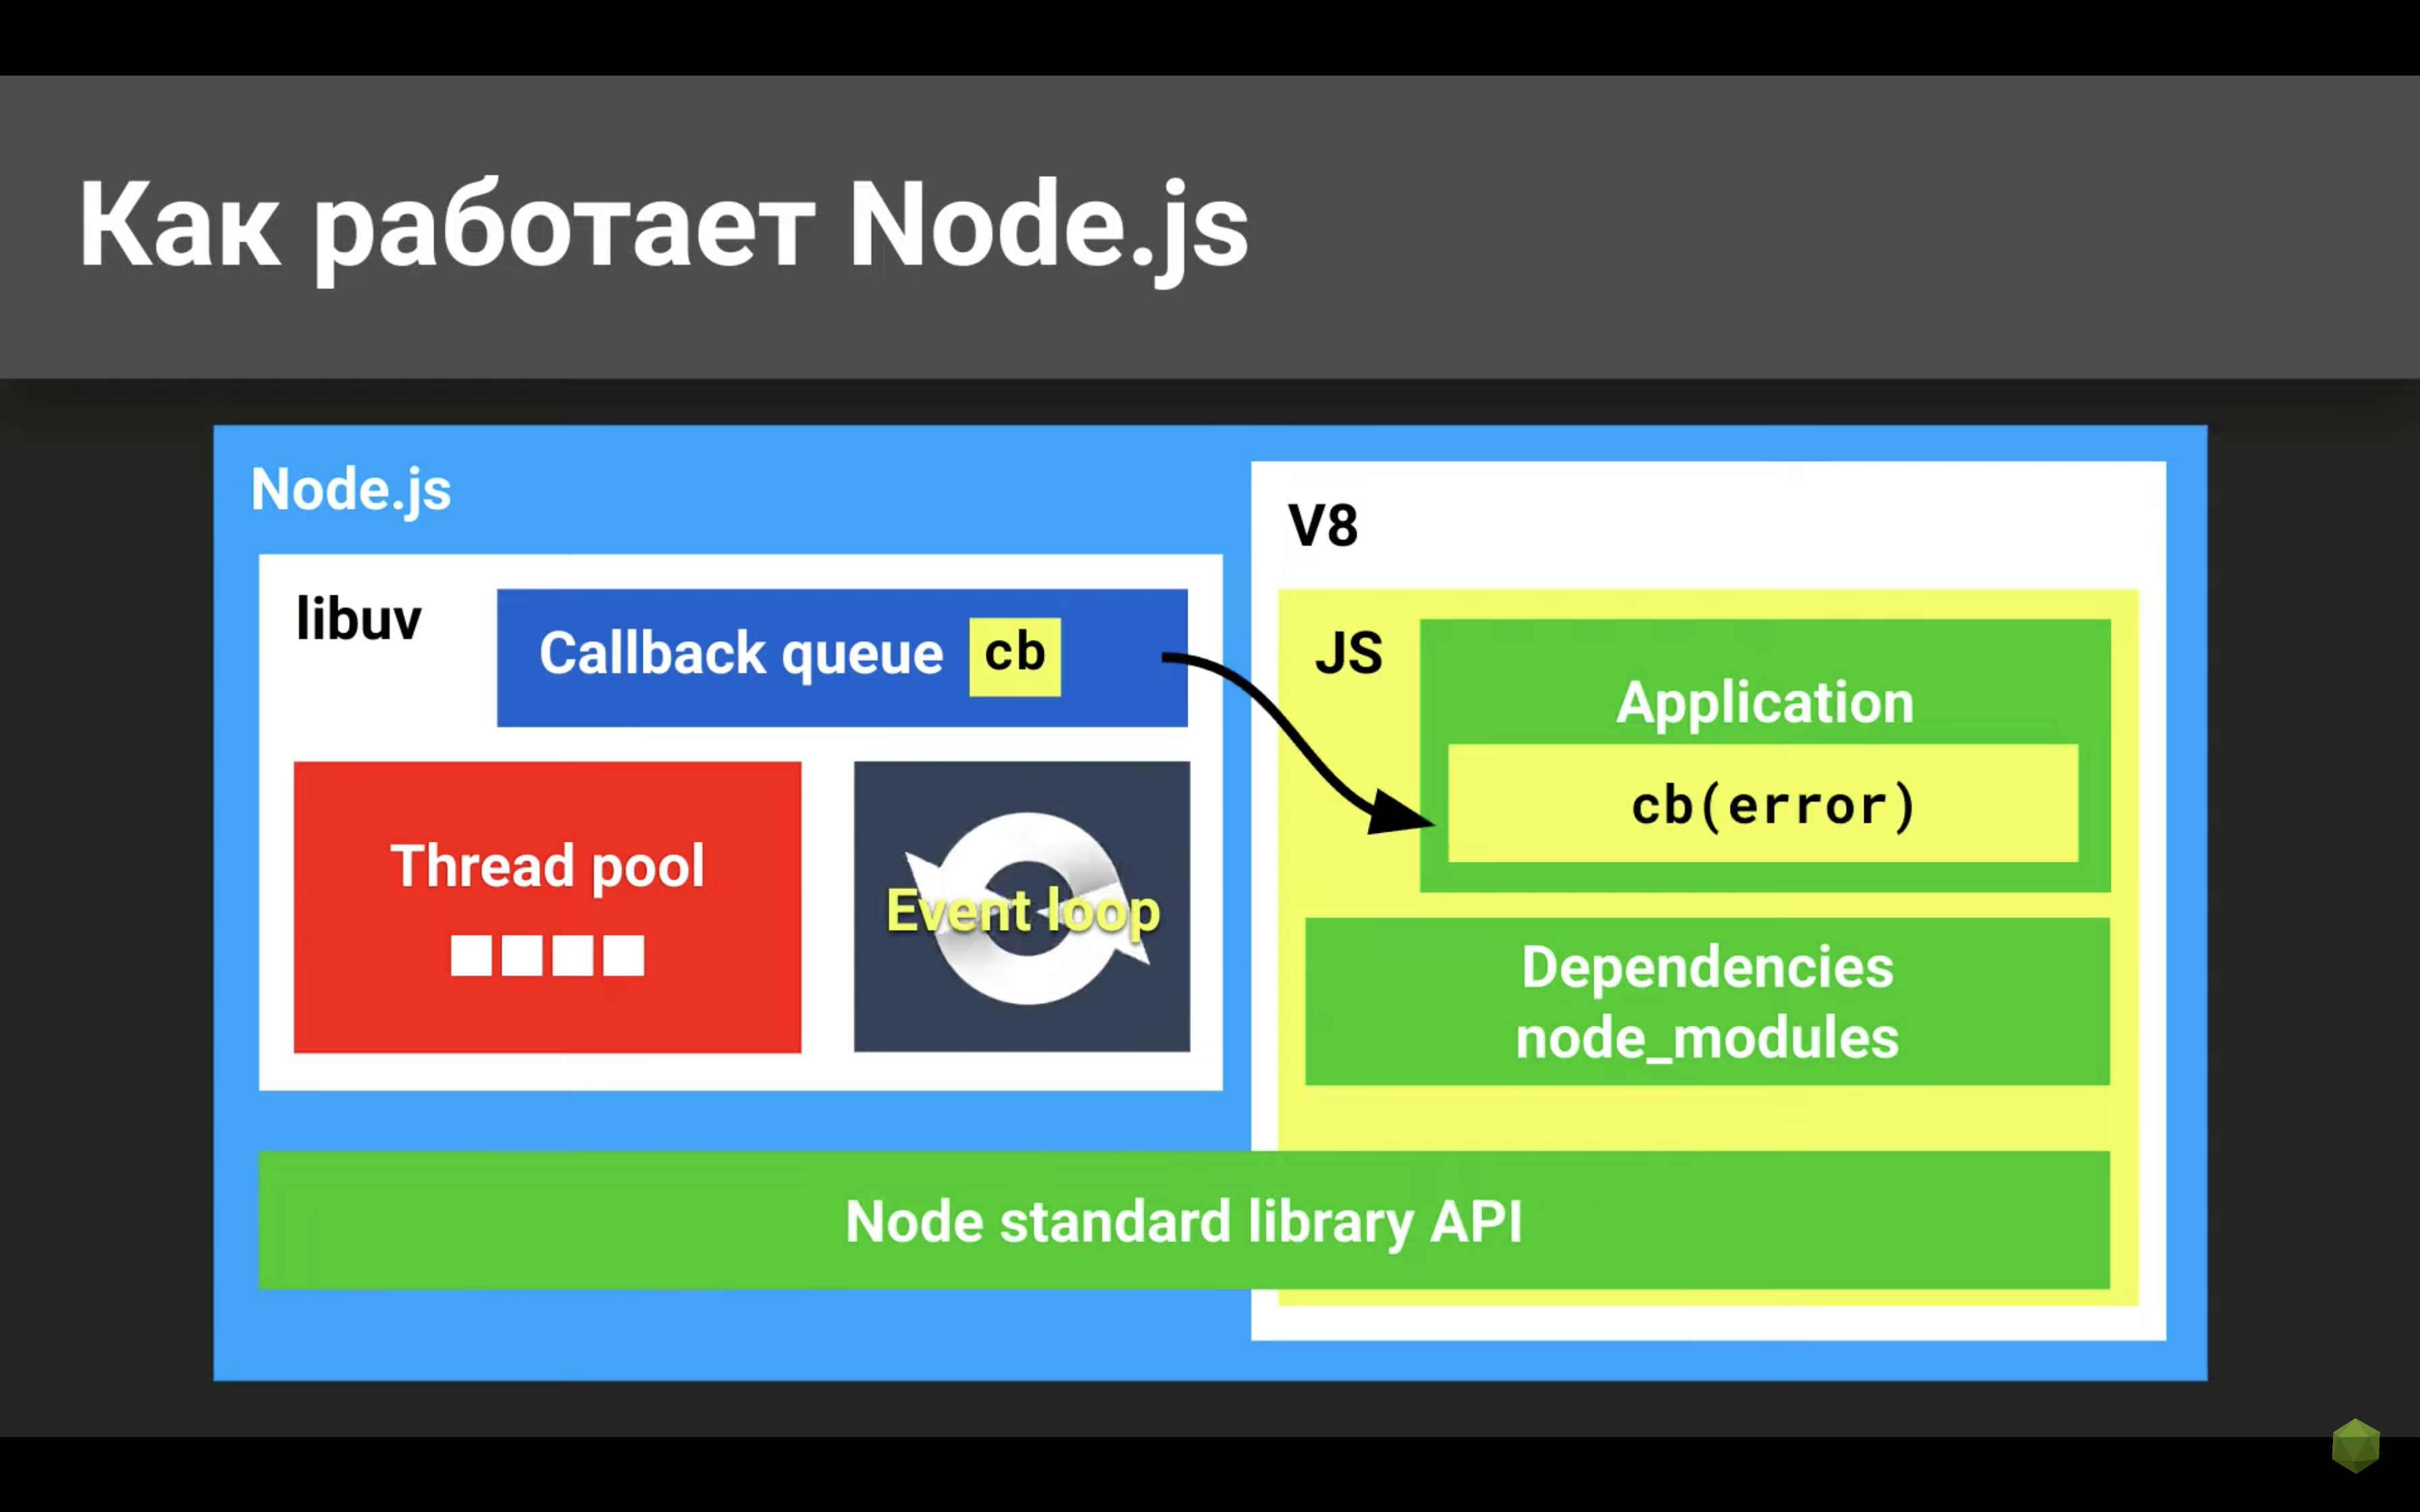 Как работает Node.js
Node.js
libuv
Callback queue cb
Thread pool
Event loop
V8
JS
Application
cb(error)
Dependencies
node_modules
Node standard library API